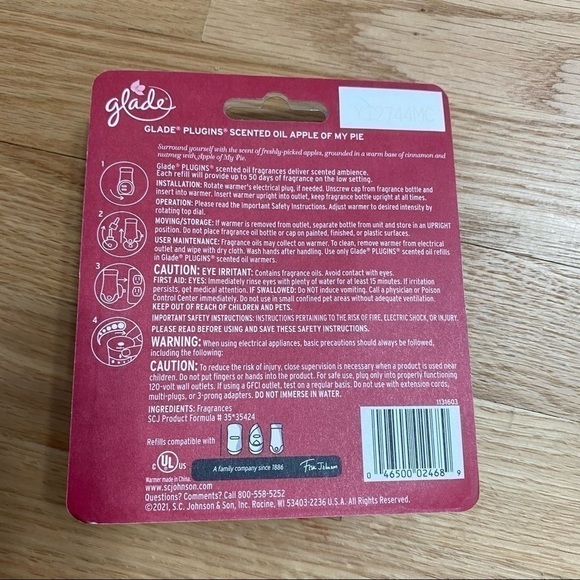 glade
Y12744MC
GLADE® PLUGINS® SCENTED OIL APPLE OF MY PIE
Surround yourself with the scent of freshly-picked apples, grounded in a warm base of cinnamon and
nutmeg with Apple of My Pie.
Glade® PLUGINS® scented oil fragrances deliver scented ambience.
Each refill will provide up to 50 days of fragrance on the low setting.
1
INSTALLATION: Rotate warmer's electrical plug, if needed. Unscrew cap from fragrance bottle and
insert into warmer. Insert warmer upright into outlet, keep fragrance bottle upright at all times.
OPERATION: Please read the Important Safety Instructions. Adjust warmer to desired intensity by
rotating top dial.
2
MOVING/STORAGE: If warmer is removed from outlet, separate bottle from unit and store in an UPRIGHT
position. Do not place fragrance oil bottle or cap on painted, finished, or plastic surfaces.
USER MAINTENANCE: Fragrance oils may collect on warmer. To clean, remove warmer from electrical
outlet and wipe with dry cloth. Wash hands after handling. Use only Glade® PLUGINS® scented oil refills
in Glade® PLUGINS® scented oil warmers.
3
CAUTION: EYE IRRITANT: Contains fragrance oils. Avoid contact with eyes.
FIRST AID: EYES: Immediately rinse eyes with plenty of water for at least 15 minutes. If irritation
persists, get medical attention. IF SWALLOWED: Do NOT induce vomiting. Call a physician or Poison
Control Center immediately. Do not use in small confined pet areas without adequate ventilation.
KEEP OUT OF REACH OF CHILDREN AND PETS.
4
IMPORTANT SAFETY INSTRUCTIONS: INSTRUCTIONS PERTAINING TO THE RISK OF FIRE, ELECTRIC SHOCK, OR INJURY.
PLEASE READ BEFORE USING AND SAVE THESE SAFETY INSTRUCTIONS.
WARNING: When using electrical appliances, basic precautions should always be followed,
including the following:
CAUTION: To reduce the risk of injury, close supervision is necessary when a product is used near
children. Do not put fingers or hands into the product. For safe use, plug only into properly functioning
120-volt wall outlets. If using a GFCI outlet, test on a regular basis. Do not use with extension cords,
multi-plugs, or 3-prong adapters. DO NOT IMMERSE IN WATER.
1131603
INGREDIENTS: Fragrances
SCJ Product Formula # 35*35424
Refills compatible with
c UL US
A family company since 1886
Fisk Johnson
0 46500 02468 9
Warmer made in China.
www.scjohnson.com
Questions? Comments? Call 800-558-5252
©2021, S.C. Johnson & Son, Inc. Racine, WI 53403-2236 U.S.A. All Rights Reserved.